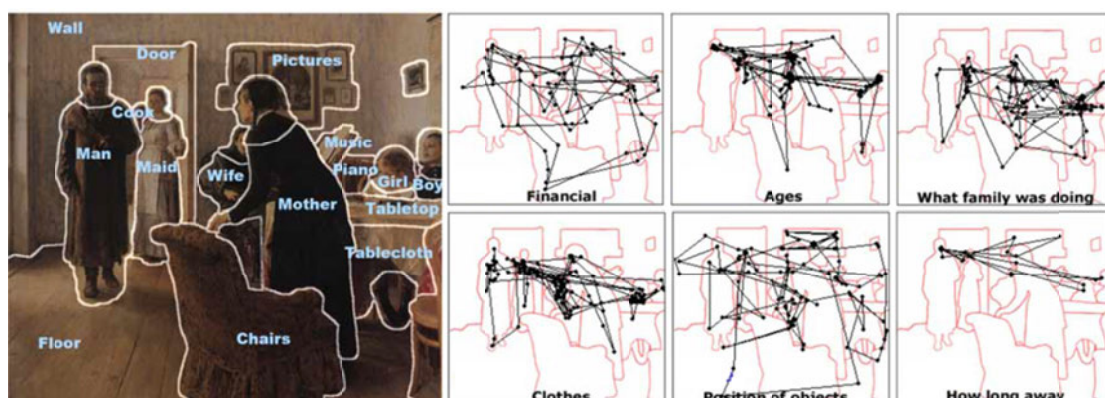 Wall
Door
Pictures
Cook
Music
Man
Maid
Wife
Piano
Girl
Boy
Mother
Tabletop
Tablecloth
Floor
Chairs
Financial
Ages
What family was doing
Clothes
Position of objects
How long away